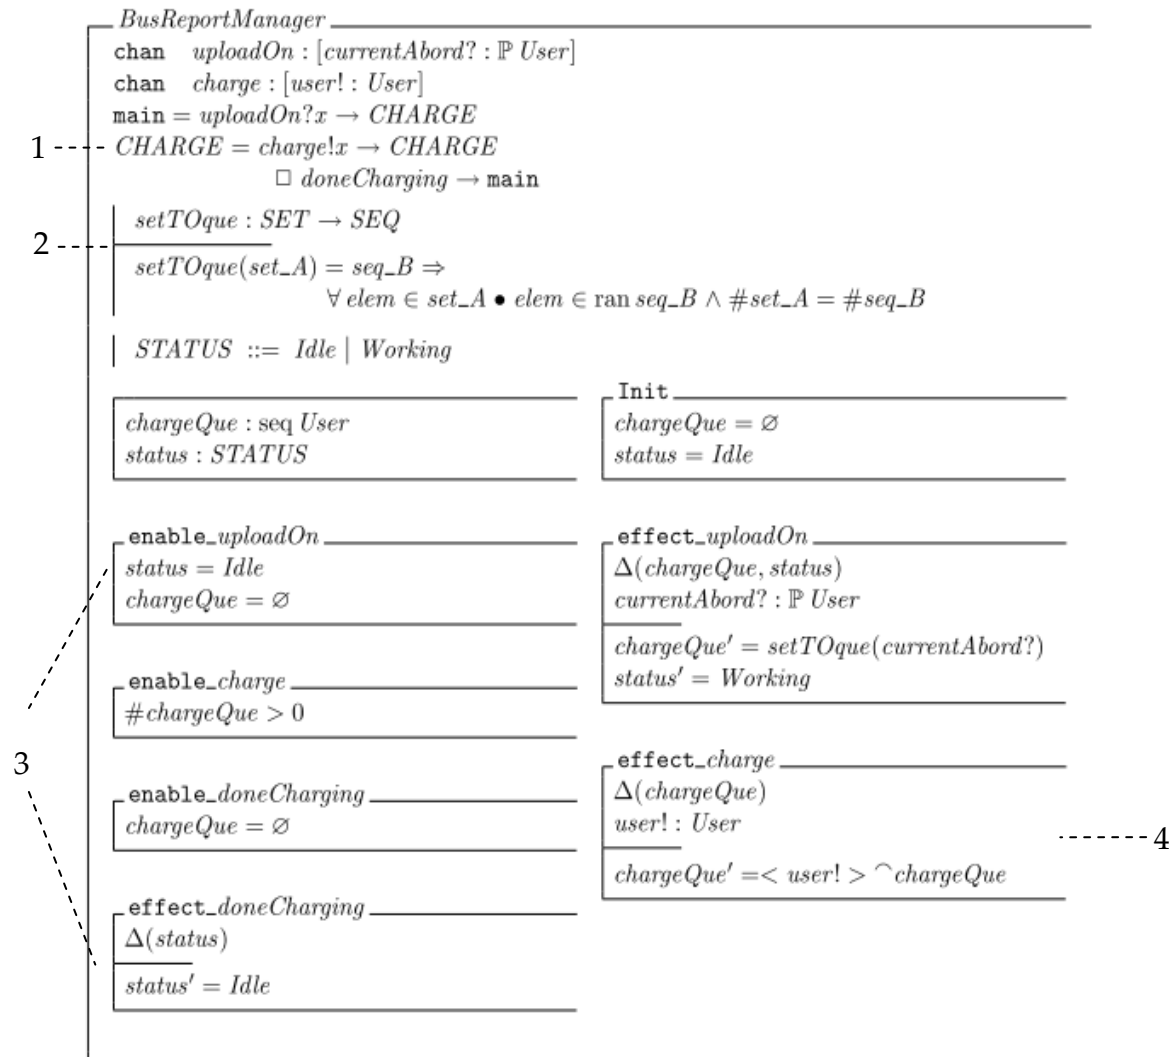 BusReportManager
chan uploadOn : [currentAbord? : ℙ User]
chan charge : [user! : User]
main = uploadOn?x → CHARGE
1 CHARGE = charge!x → CHARGE
□ doneCharging → main
setTOque : SET → SEQ
2
setTOque(set_A) = seq_B ⇒
∀ elem ∈ set_A • elem ∈ ran seq_B ∧ #set_A = #seq_B
STATUS ::= Idle | Working
chargeQue : seq User
status : STATUS
Init
chargeQue = ∅
status = Idle
enable_uploadOn
status = Idle
chargeQue = ∅
effect_uploadOn
Δ(chargeQue, status)
currentAbord? : ℙ User
chargeQue′ = setTOque(currentAbord?)
status′ = Working
enable_charge
#chargeQue > 0
3
enable_doneCharging
chargeQue = ∅
effect_charge
Δ(chargeQue)
user! : User
4
chargeQue′ =< user! > ⌢chargeQue
effect_doneCharging
Δ(status)
status′ = Idle